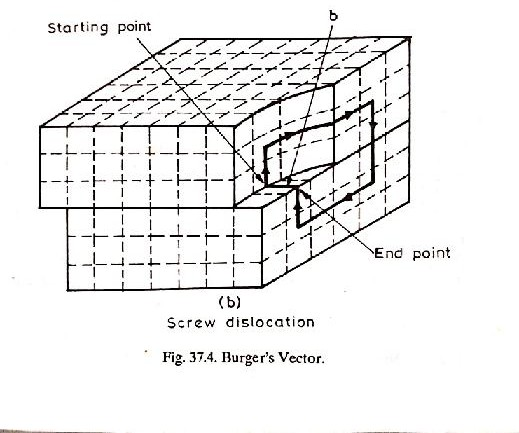 b
Starting point
End point
(b)
Screw dislocation
Fig. 37.4. Burger's Vector.